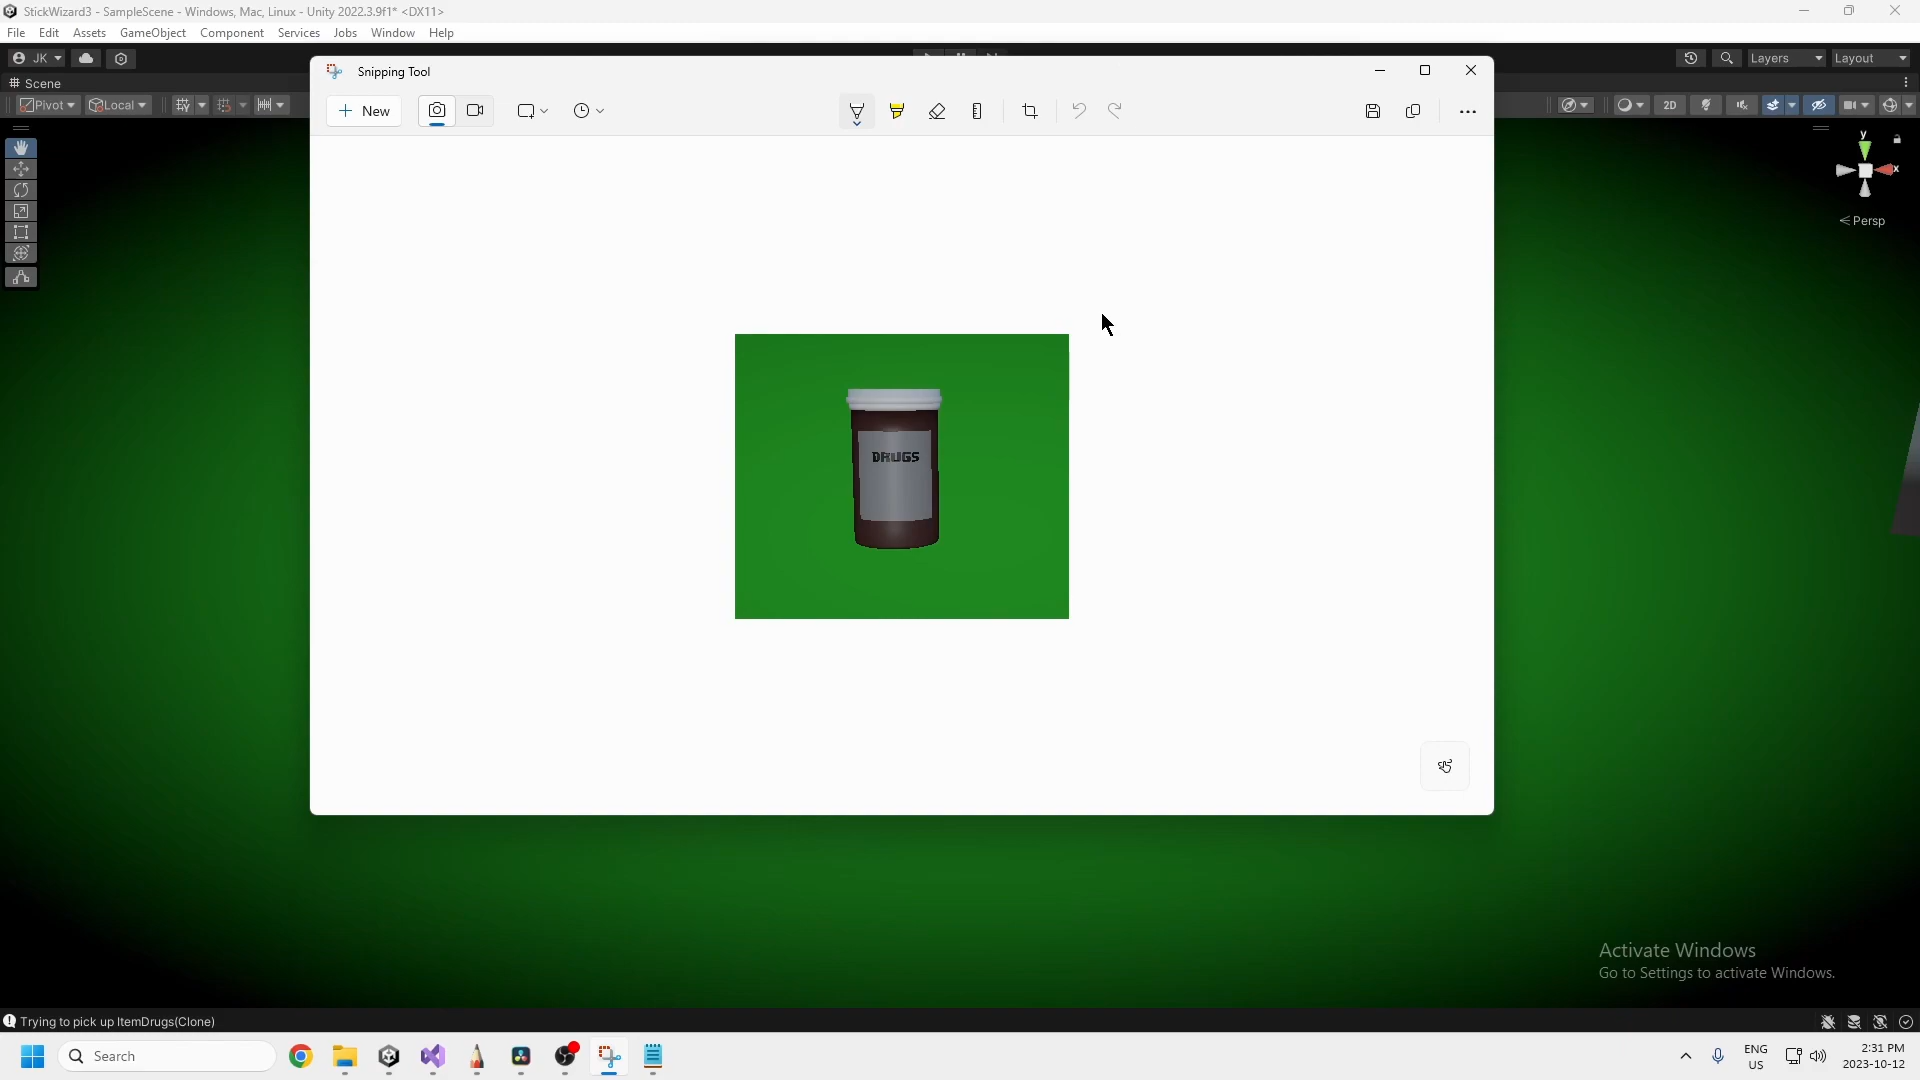 StickWizard3 - SampleScene - Windows, Mac, Linux - Unity 2022.3.9f1* <DX11>
File Edit Assets GameObject Component Services Jobs Window Help
JK Layers Layout
Snipping Tool
Scene
Pivot Local 2D
New
y
x
Persp
DRUGS
Activate Windows
Go to Settings to activate Windows.
Trying to pick up ItemDrugs(Clone)
Search
ENG
US
2:31 PM
2023-10-12